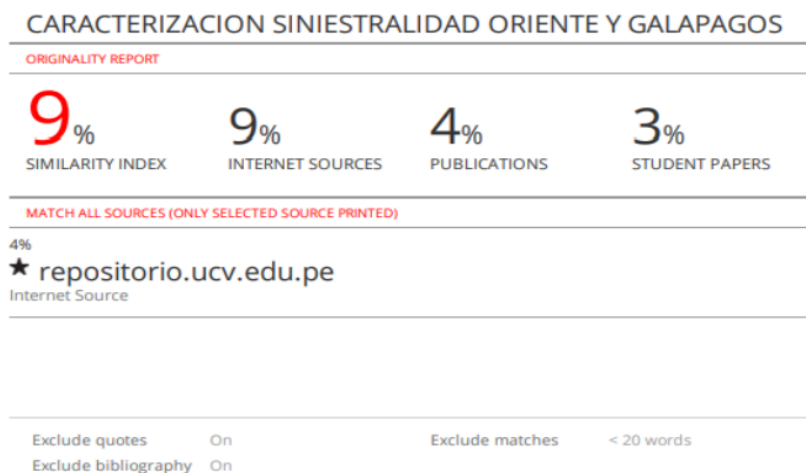 CARACTERIZACION SINIESTRALIDAD ORIENTE Y GALAPAGOS
ORIGINALITY REPORT
9% 9% 4% 3%
SIMILARITY INDEX INTERNET SOURCES PUBLICATIONS STUDENT PAPERS
MATCH ALL SOURCES (ONLY SELECTED SOURCE PRINTED)
4%
★ repositorio.ucv.edu.pe
Internet Source
Exclude quotes On Exclude matches < 20 words
Exclude bibliography On